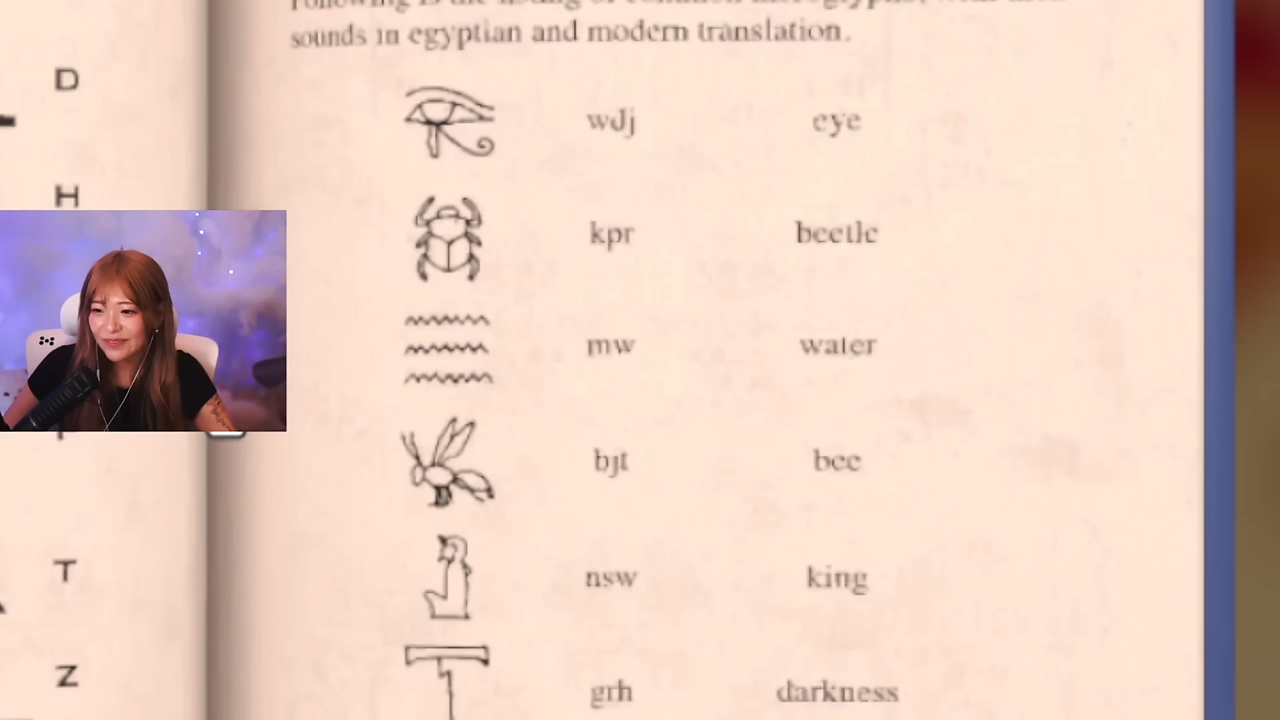 D
H
T
Z
sounds in egyptian and modern translation.
wdj eye
kpr beetle
mw water
bjt bee
nsw king
grh darkness